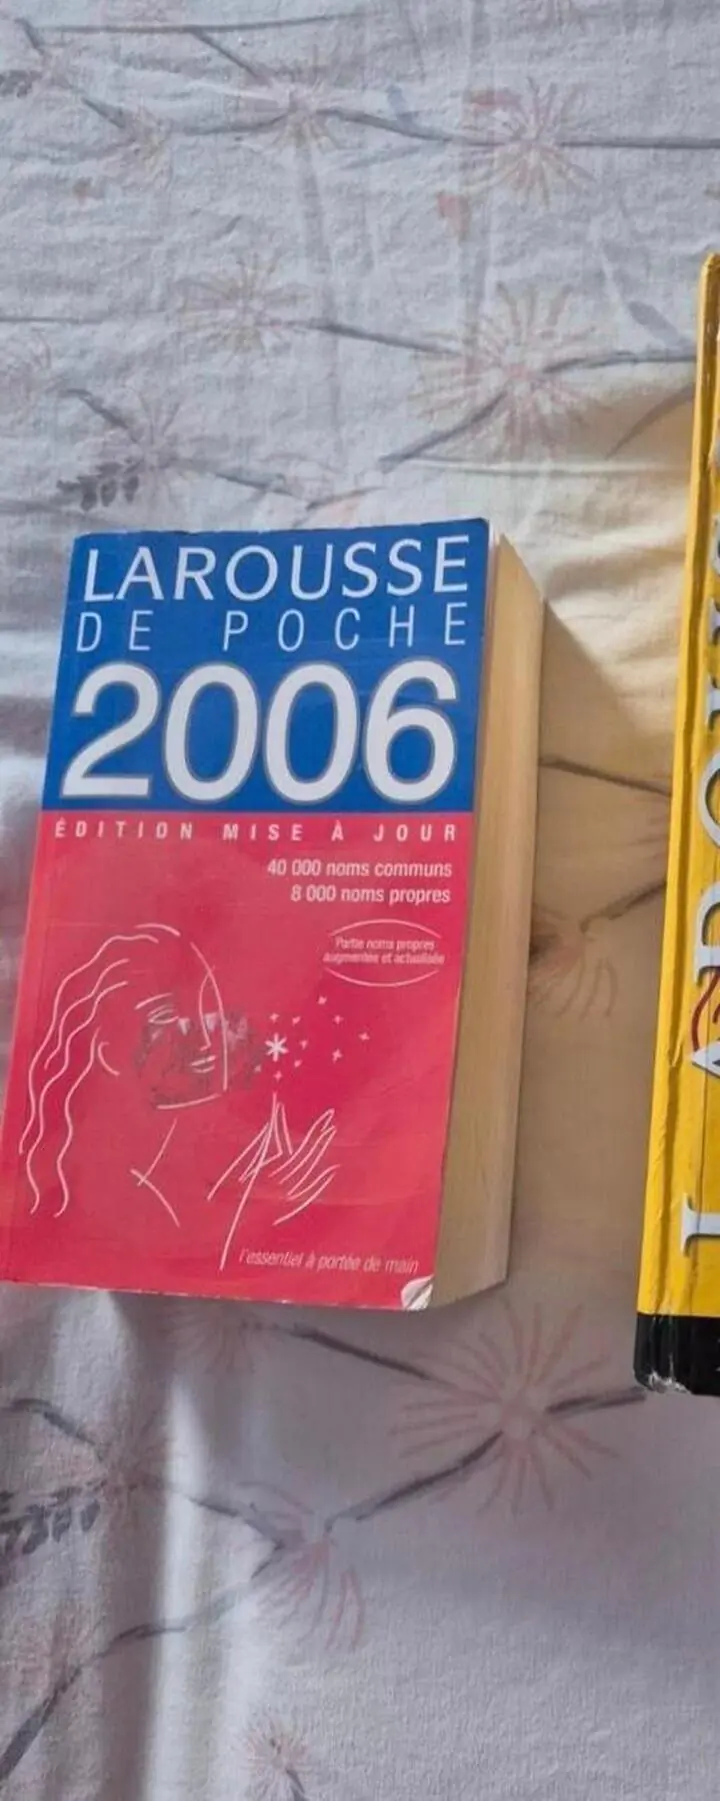 LAROUSSE
DE POCHE
2006
ÉDITION MISE À JOUR
40 000 noms communs
8 000 noms propres
Partie noms propres
augmentée et actualisée
l'essentiel à portée de main